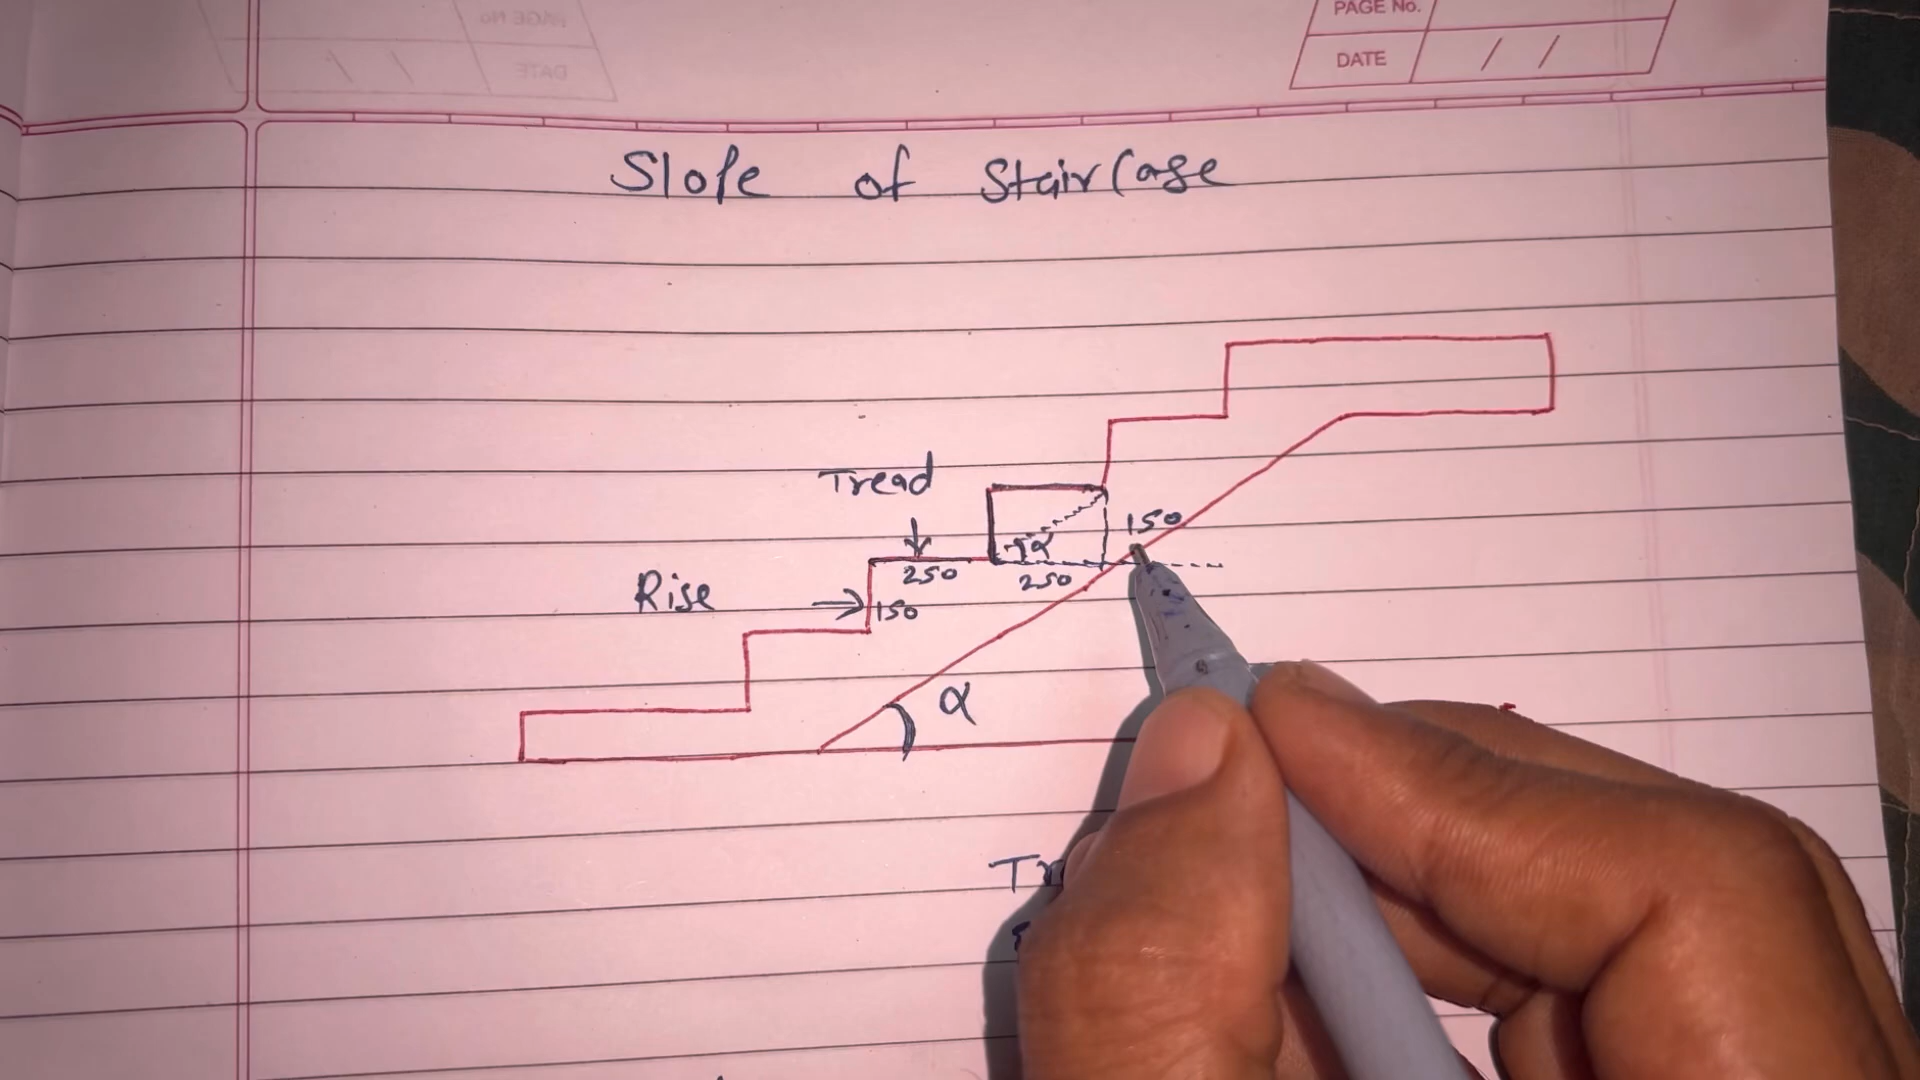 PAGE No.
DATE / /
Slope of Staircase
Tread
150
α
250
250
Rise
150
α